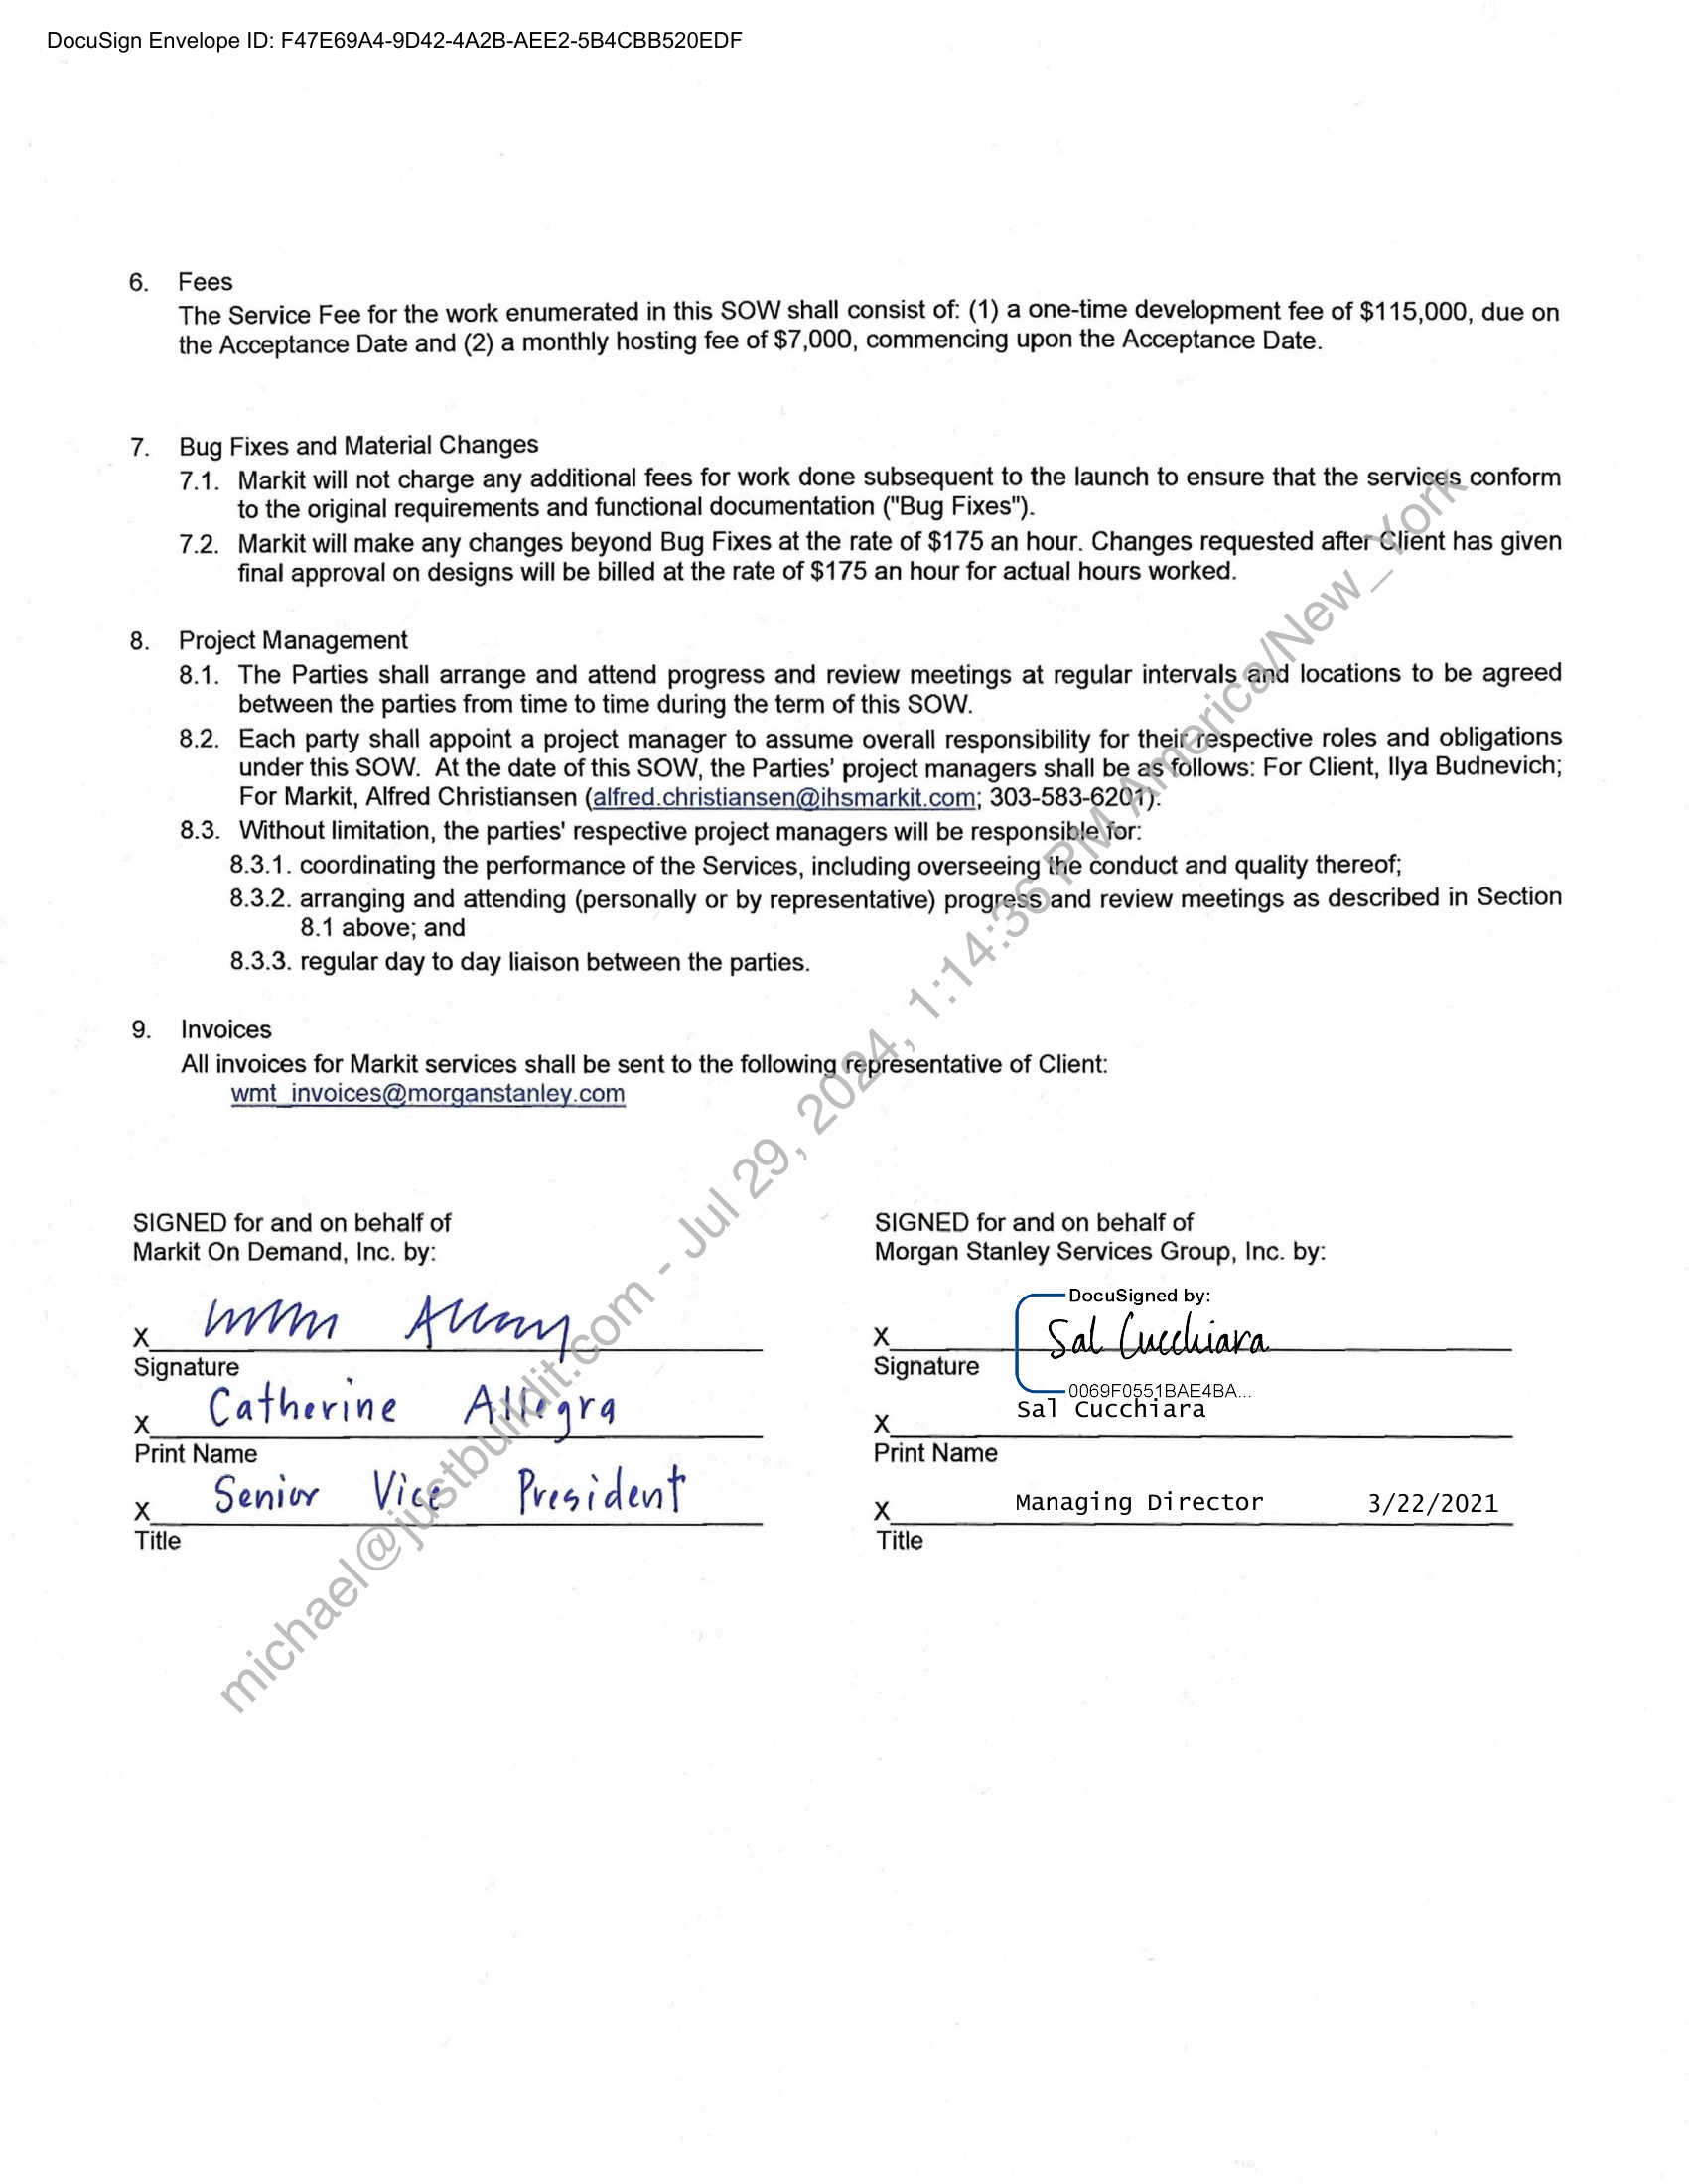 DocuSign Envelope ID: F47E69A4-9D42-4A2B-AEE2-5B4CBB520EDF
6. Fees
The Service Fee for the work enumerated in this SOW shall consist of: (1) a one-time development fee of $115,000, due on
the Acceptance Date and (2) a monthly hosting fee of $7,000, commencing upon the Acceptance Date.
7. Bug Fixes and Material Changes
7.1. Markit will not charge any additional fees for work done subsequent to the launch to ensure that the services conform
to the original requirements and functional documentation ("Bug Fixes").
7.2. Markit will make any changes beyond Bug Fixes at the rate of $175 an hour. Changes requested after Client has given
final approval on designs will be billed at the rate of $175 an hour for actual hours worked.
8. Project Management
8.1. The Parties shall arrange and attend progress and review meetings at regular intervals and locations to be agreed
between the parties from time to time during the term of this SOW.
8.2. Each party shall appoint a project manager to assume overall responsibility for their respective roles and obligations
under this SOW. At the date of this SOW, the Parties' project managers shall be as follows: For Client, Ilya Budnevich;
For Markit, Alfred Christiansen (alfred.christiansen@ihsmarkit.com; 303-583-6201).
8.3. Without limitation, the parties' respective project managers will be responsible for:
8.3.1. coordinating the performance of the Services, including overseeing the conduct and quality thereof;
8.3.2. arranging and attending (personally or by representative) progress and review meetings as described in Section
8.1 above; and
8.3.3. regular day to day liaison between the parties.
9. Invoices
All invoices for Markit services shall be sent to the following representative of Client:
wmt_invoices@morganstanley.com
SIGNED for and on behalf of
Markit On Demand, Inc. by:
X
Signature
X Catherine Allegra
Print Name
X Senior Vice President
Title
SIGNED for and on behalf of
Morgan Stanley Services Group, Inc. by:
DocuSigned by:
X Sal Cucchiara
Signature
0069F0551BAE4BA...
X Sal Cucchiara
Print Name
X Managing Director 3/22/2021
Title
michael@justbuildit.com - Jul 29, 2024, 1:14:36 PM America/New_York